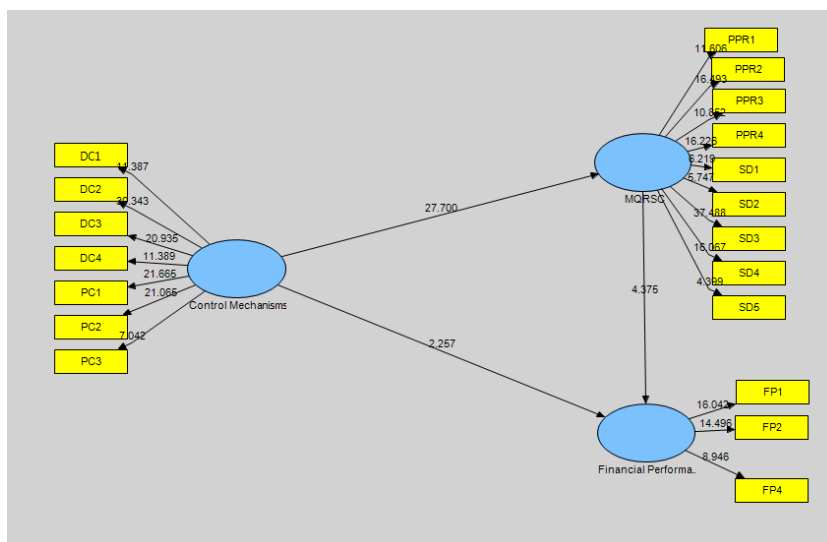 PPR1
11.606
PPR2
16.493
PPR3
10.852
PPR4
16.226
SD1
6.219
SD2
5.747
MQRSC
SD3
37.488
SD4
16.067
SD5
4.399
DC1
11.387
DC2
DC3
20.935
DC4
11.389
PC1
21.665
PC2
21.065
PC3
7.042
Control Mechanisms
27.700
4.375
2.257
FP1
16.042
FP2
14.496
FP4
8.946
Financial Performa..